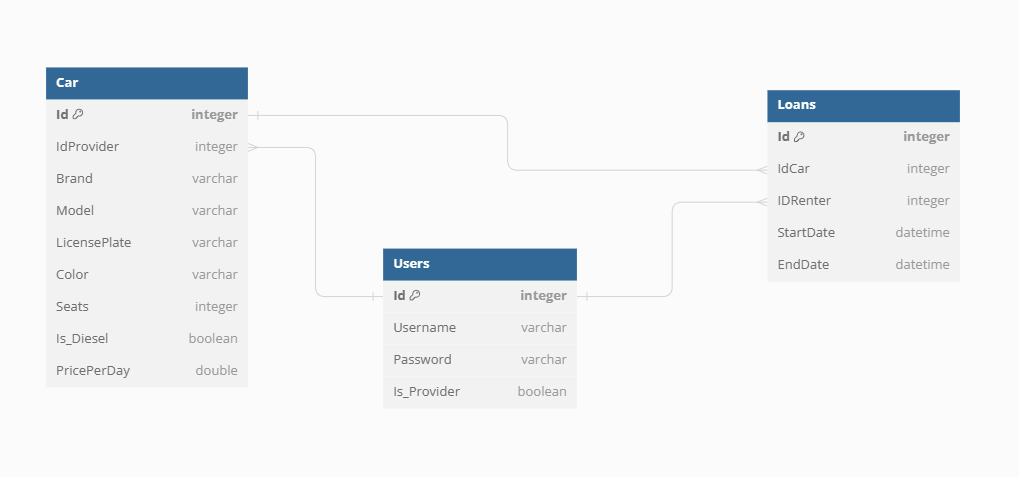 Car
Id integer
IdProvider integer
Brand varchar
Model varchar
LicensePlate varchar
Color varchar
Seats integer
Is_Diesel boolean
PricePerDay double
Users
Id integer
Username varchar
Password varchar
Is_Provider boolean
Loans
Id integer
IdCar integer
IDRenter integer
StartDate datetime
EndDate datetime